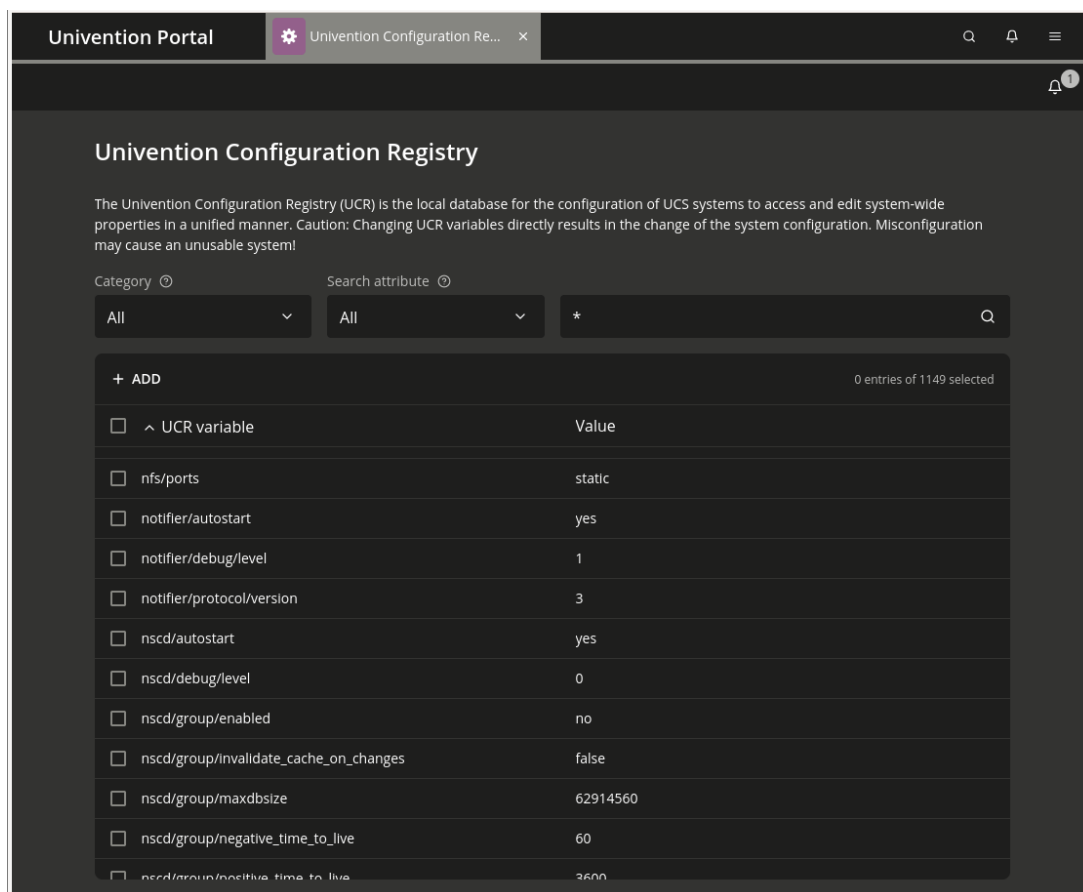 Univention Portal
Univention Configuration Re...
1
Univention Configuration Registry
The Univention Configuration Registry (UCR) is the local database for the configuration of UCS systems to access and edit system-wide
properties in a unified manner. Caution: Changing UCR variables directly results in the change of the system configuration. Misconfiguration
may cause an unusable system!
Category Search attribute
All All *
+ ADD 0 entries of 1149 selected
UCR variable Value
nfs/ports static
notifier/autostart yes
notifier/debug/level 1
notifier/protocol/version 3
nscd/autostart yes
nscd/debug/level 0
nscd/group/enabled no
nscd/group/invalidate_cache_on_changes false
nscd/group/maxdbsize 62914560
nscd/group/negative_time_to_live 60
nscd/group/positive_time_to_live 3600